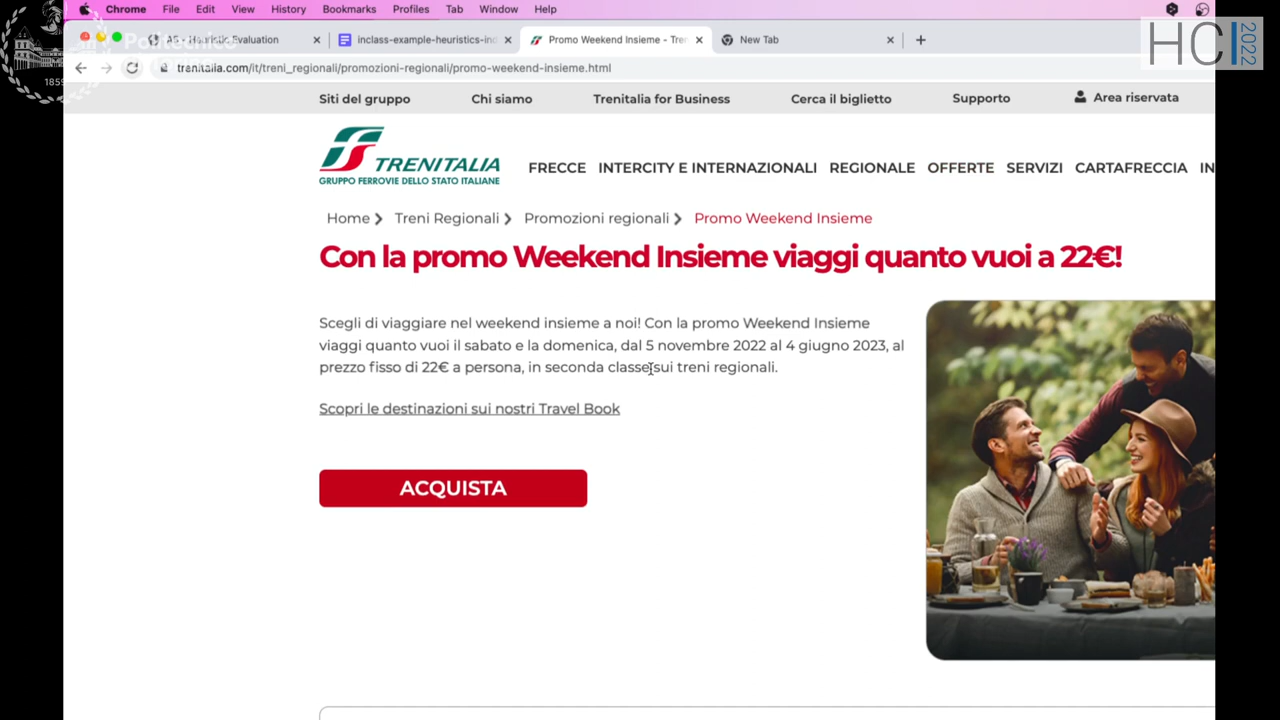 Chrome File Edit View History Bookmarks Profiles Tab Window Help
Politecnico
1859
HCI 2022
Heuristic Evaluation
inclass-example-heuristics-ind
Promo Weekend Insieme - Tren
New Tab
trenitalia.com/it/treni_regionali/promozioni-regionali/promo-weekend-insieme.html
Siti del gruppo Chi siamo Trenitalia for Business Cerca il biglietto Supporto Area riservata
TRENITALIA
GRUPPO FERROVIE DELLO STATO ITALIANE
FRECCE INTERCITY E INTERNAZIONALI REGIONALE OFFERTE SERVIZI CARTAFRECCIA IN
Home Treni Regionali Promozioni regionali Promo Weekend Insieme
Con la promo Weekend Insieme viaggi quanto vuoi a 22€!
Scegli di viaggiare nel weekend insieme a noi! Con la promo Weekend Insieme
viaggi quanto vuoi il sabato e la domenica, dal 5 novembre 2022 al 4 giugno 2023, al
prezzo fisso di 22€ a persona, in seconda classe sui treni regionali.
Scopri le destinazioni sui nostri Travel Book
ACQUISTA